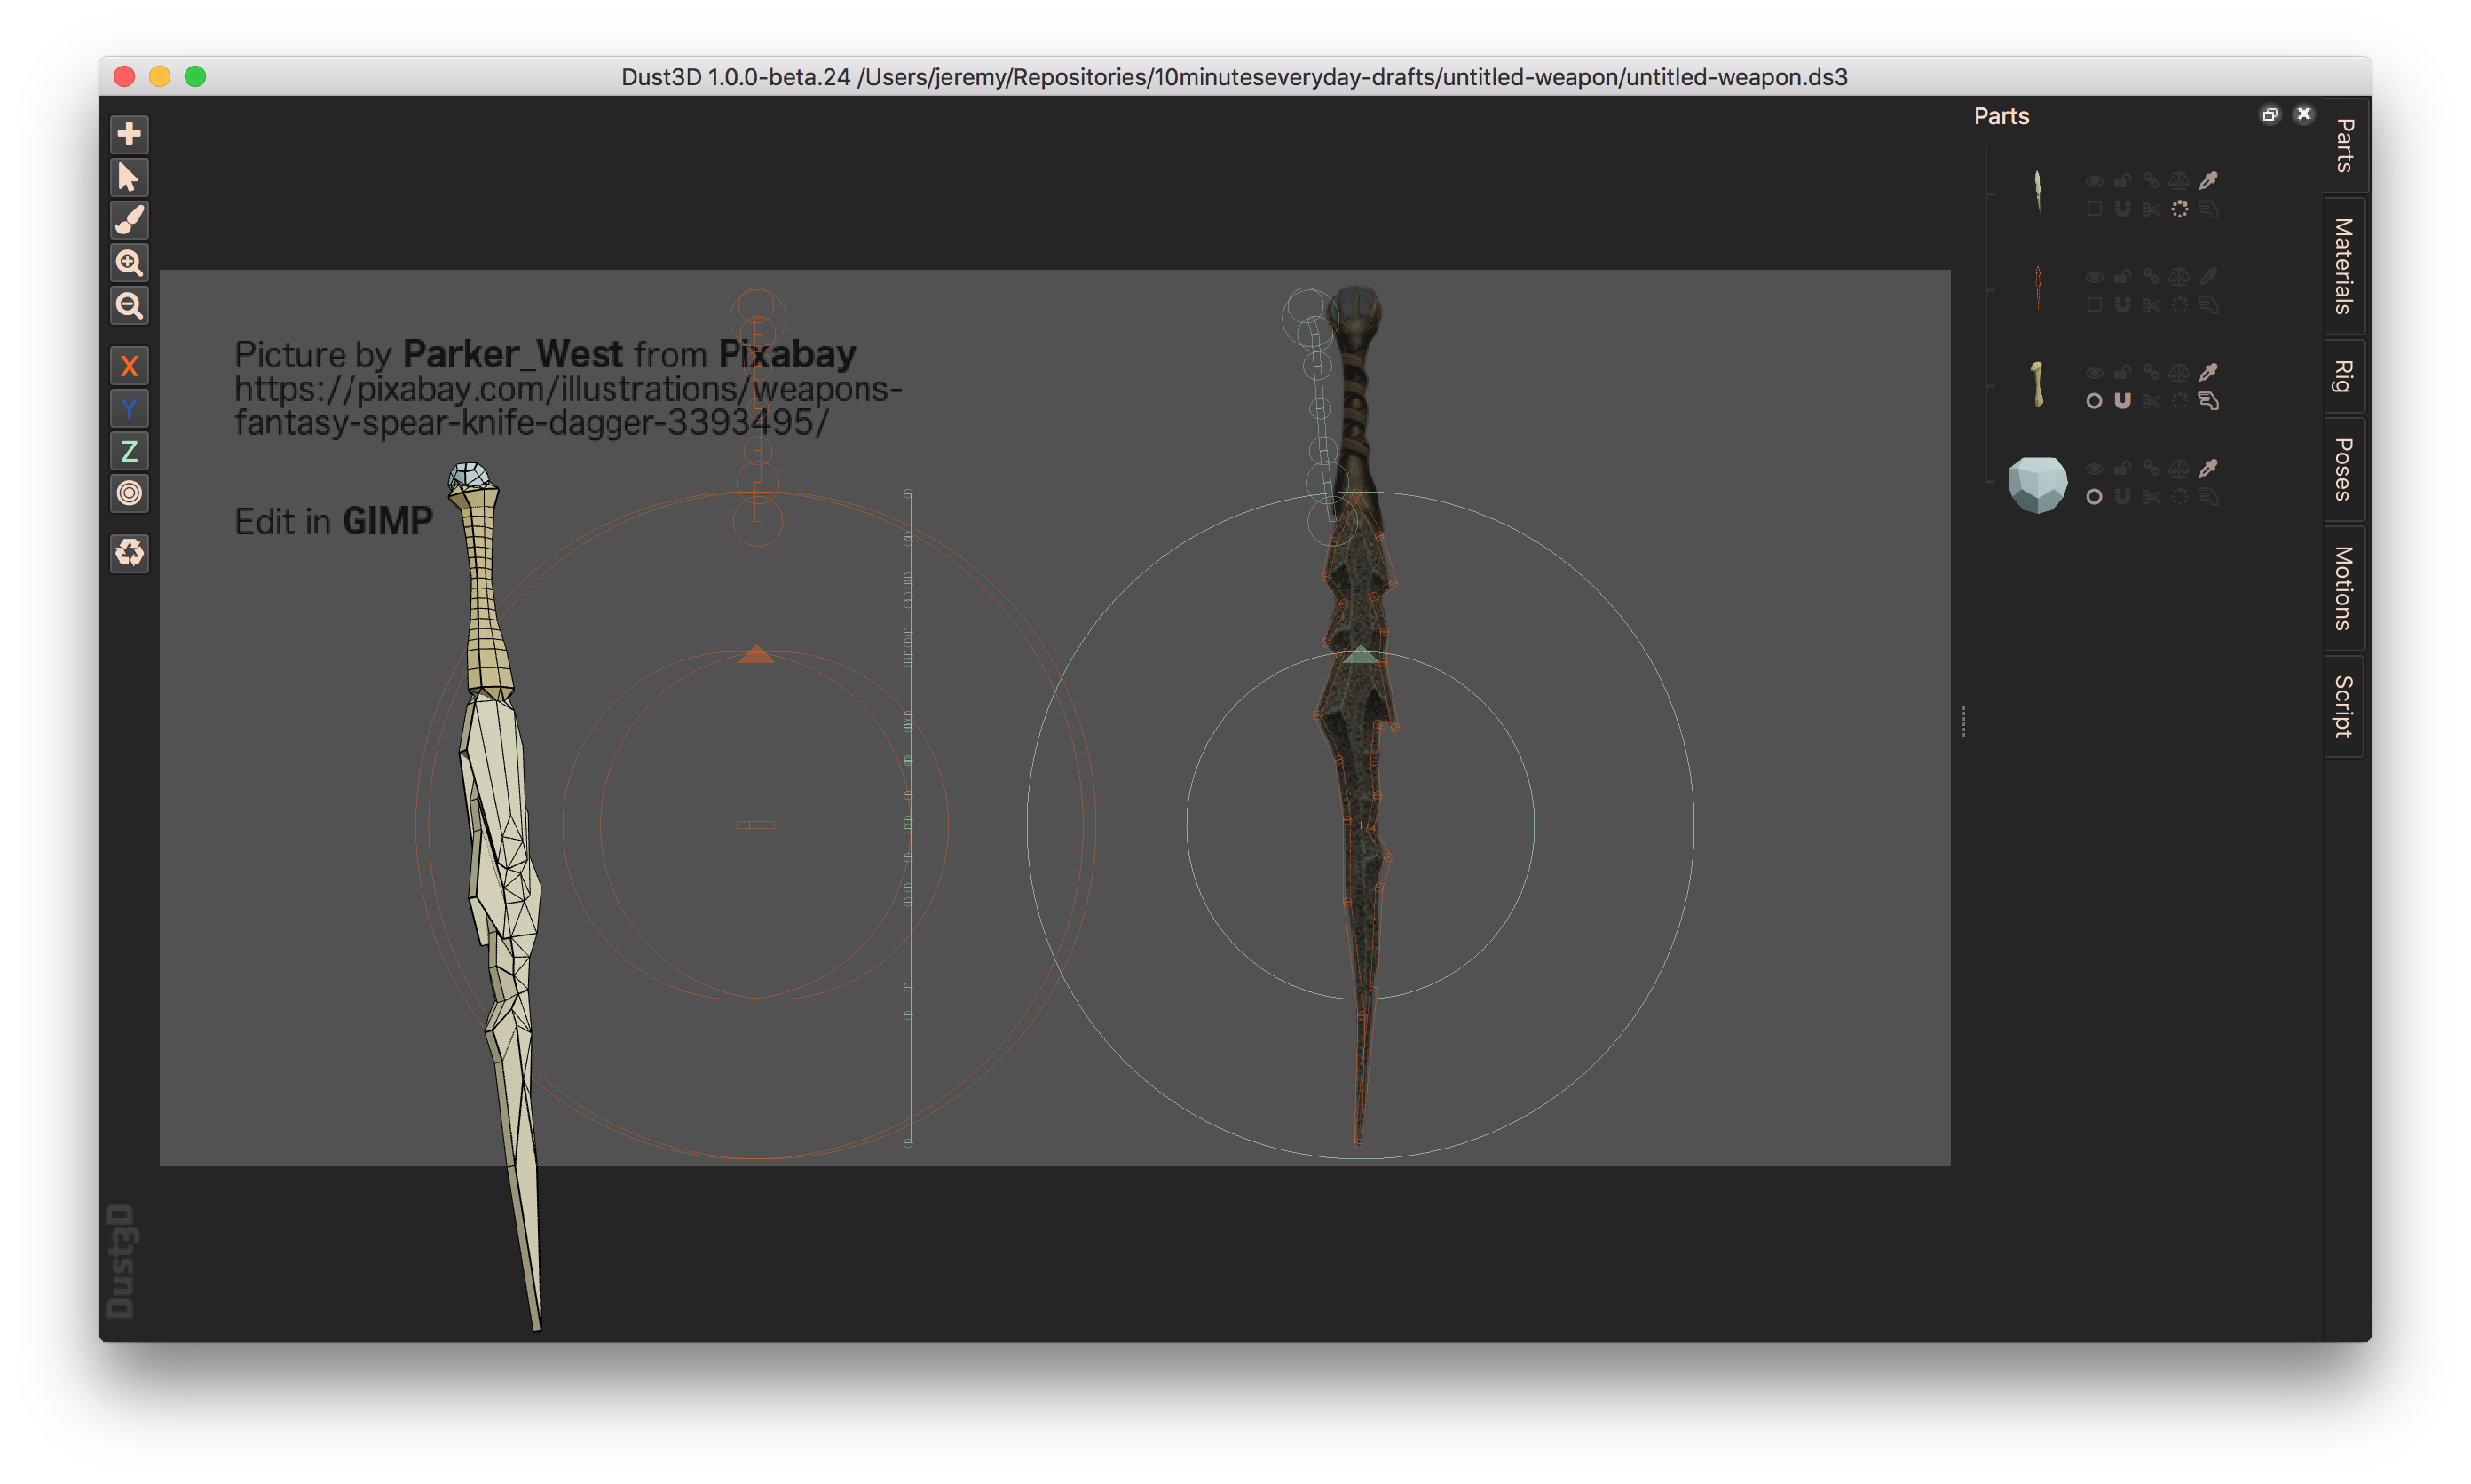 Dust3D 1.0.0-beta.24 /Users/jeremy/Repositories/10minuteseveryday-drafts/untitled-weapon/untitled-weapon.ds3
X
Y
Z
Picture by Parker_West from Pixabay
https://pixabay.com/illustrations/weapons-
fantasy-spear-knife-dagger-3393495/
Edit in GIMP
Dust3D
Parts
Parts
Materials
Rig
Poses
Motions
Script